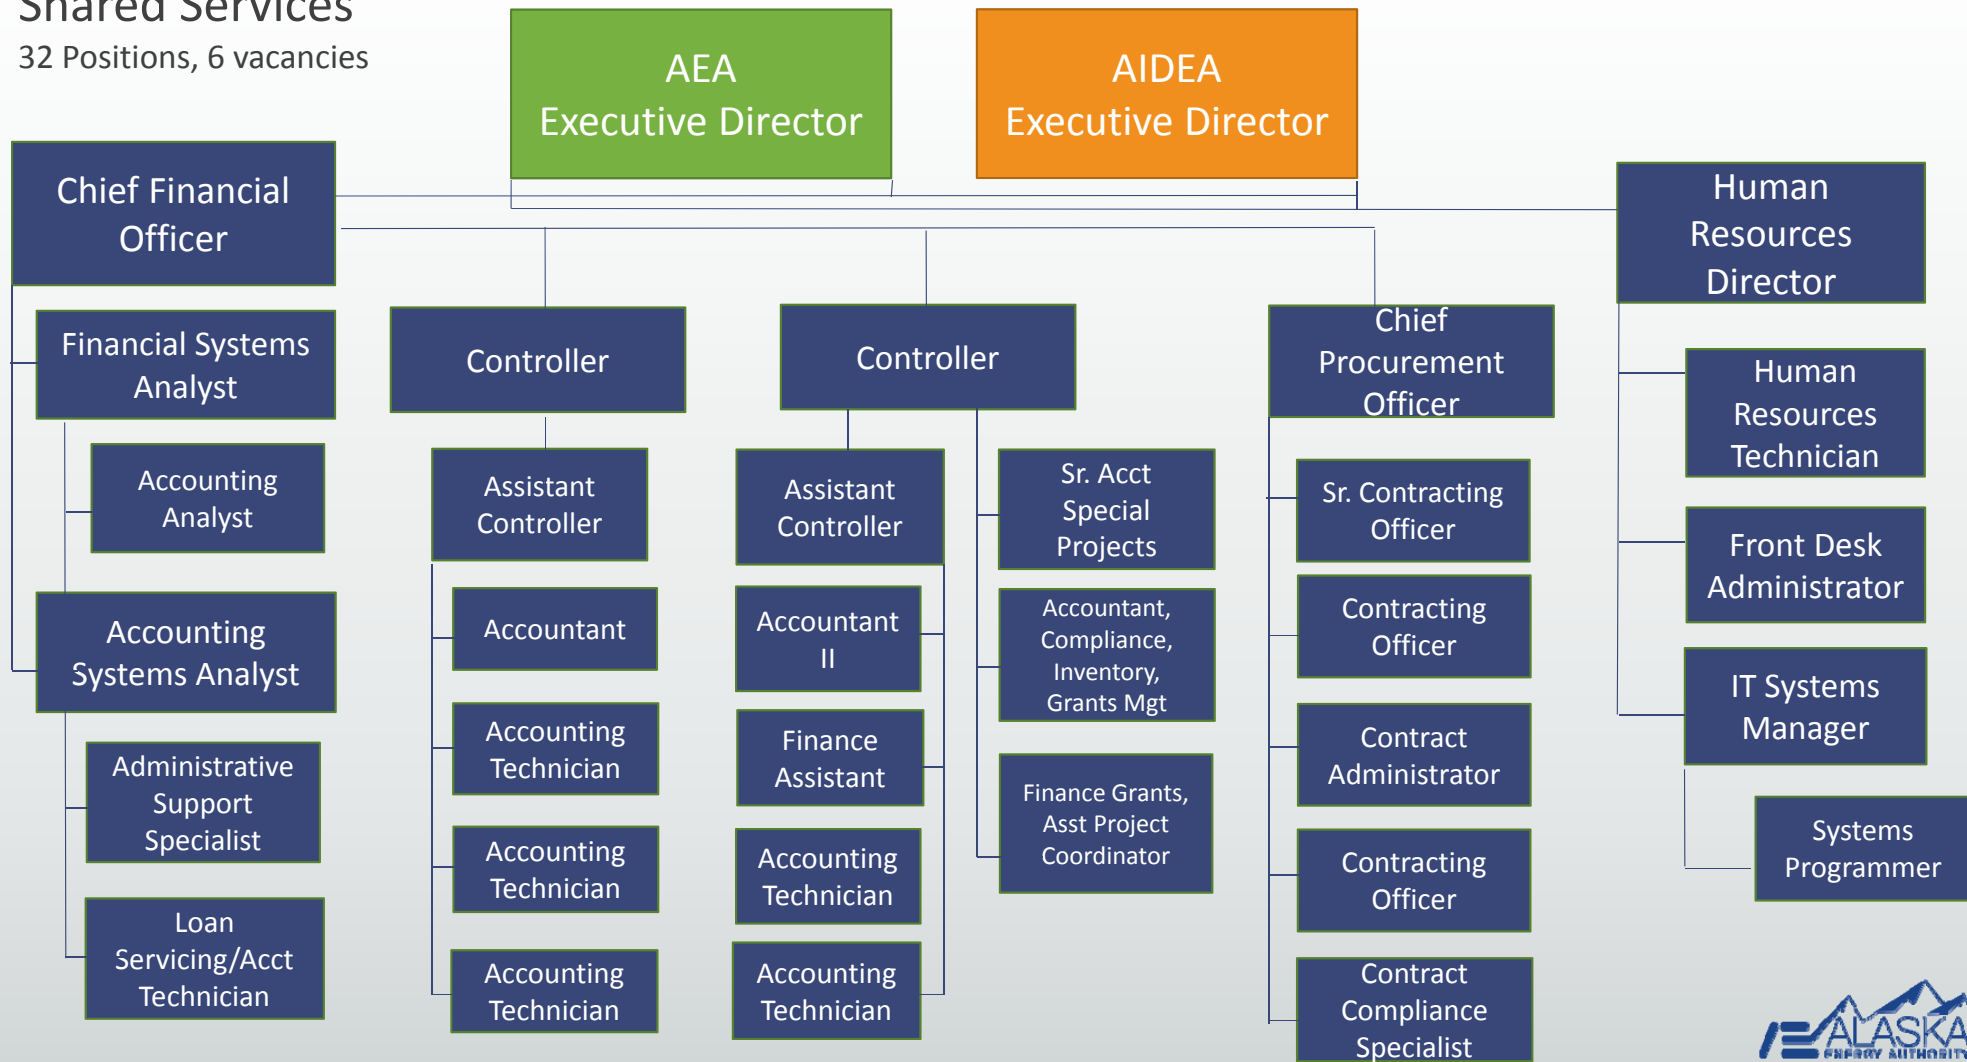 Shared Services
32 Positions, 6 vacancies
AEA
Executive Director
AIDEA
Executive Director
Chief Financial
Officer
Human
Resources
Director
Financial Systems
Analyst
Controller
Controller
Chief
Procurement
Officer
Human
Resources
Technician
Accounting
Analyst
Assistant
Controller
Assistant
Controller
Sr. Acct
Special
Projects
Sr. Contracting
Officer
Front Desk
Administrator
Accounting
Systems Analyst
Accountant
Accountant
II
Accountant,
Compliance,
Inventory,
Grants Mgt
Contracting
Officer
IT Systems
Manager
Administrative
Support
Specialist
Accounting
Technician
Finance
Assistant
Finance Grants,
Asst Project
Coordinator
Contract
Administrator
Systems
Programmer
Accounting
Technician
Accounting
Technician
Contracting
Officer
Loan
Servicing/Acct
Technician
Accounting
Technician
Accounting
Technician
Contract
Compliance
Specialist
ALASKA
ENERGY AUTHORITY